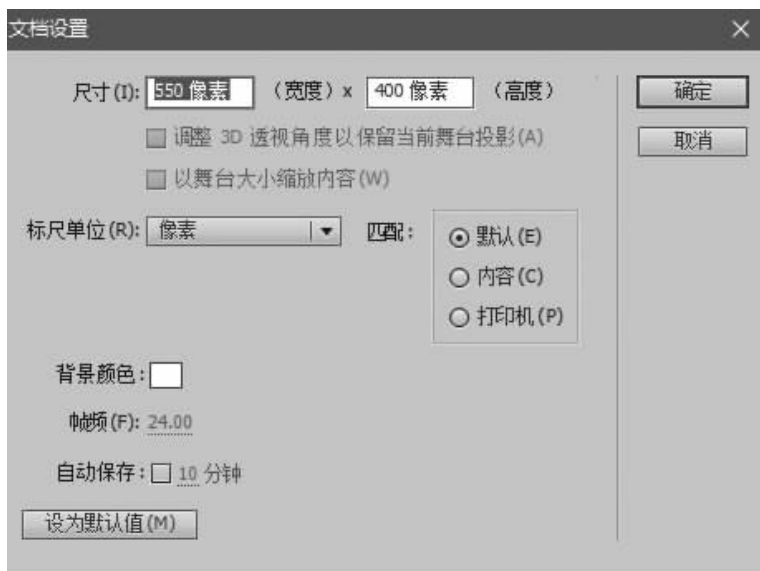 文档设置
尺寸(I): 550 像素 (宽度) x 400 像素 (高度)
确定
调整 3D 透视角度以保留当前舞台投影(A)
取消
以舞台大小缩放内容(W)
标尺单位(R): 像素 匹配: 默认(E)
内容(C)
打印机(P)
背景颜色:
帧频(F): 24.00
自动保存: 10 分钟
设为默认值(M)